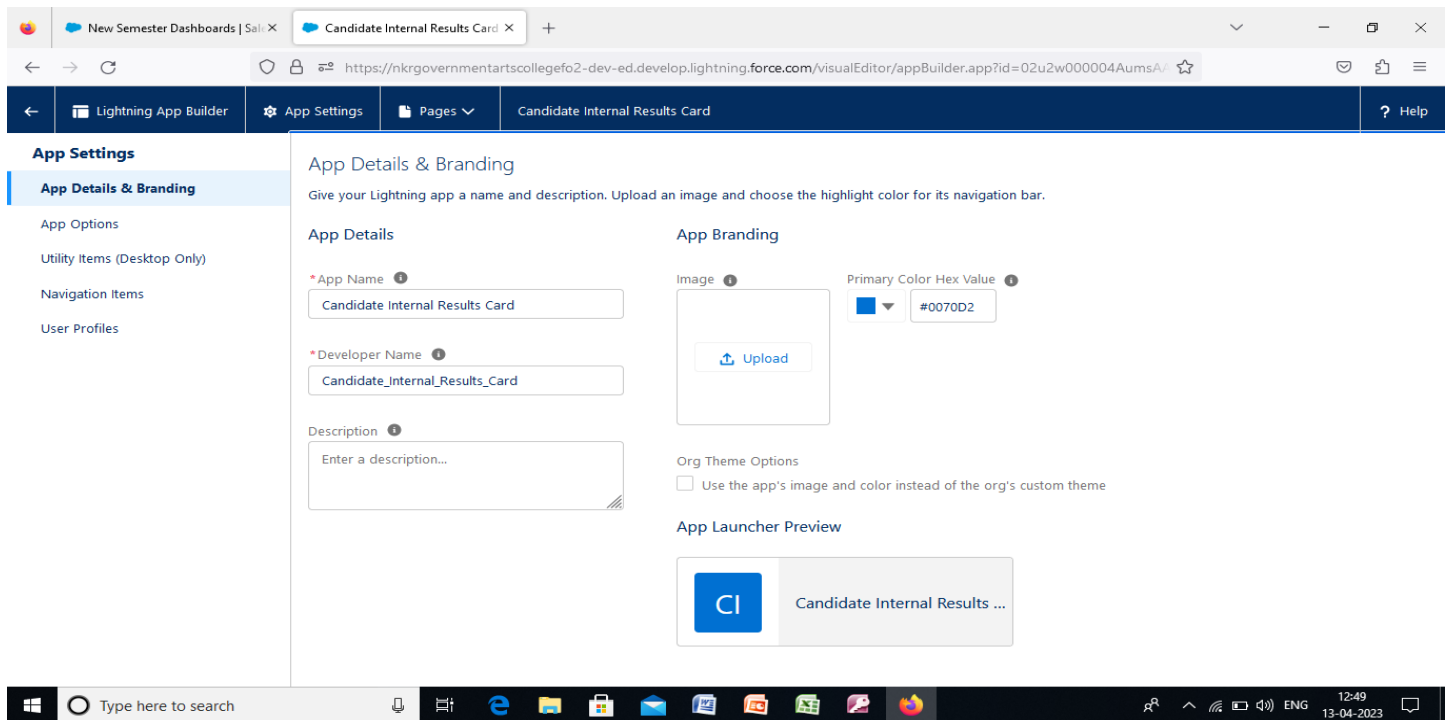 New Semester Dashboards | Sale
Candidate Internal Results Card
https://nkrgovernmentartscollegefo2-dev-ed.develop.lightning.force.com/visualEditor/appBuilder.app?id=02u2w000004AumsAA
Lightning App Builder
App Settings
Pages
Candidate Internal Results Card
? Help
App Settings
App Details & Branding
App Options
Utility Items (Desktop Only)
Navigation Items
User Profiles
App Details & Branding
Give your Lightning app a name and description. Upload an image and choose the highlight color for its navigation bar.
App Details
App Branding
*App Name
Candidate Internal Results Card
*Developer Name
Candidate_Internal_Results_Card
Description
Enter a description...
Image
Upload
Primary Color Hex Value
#0070D2
Org Theme Options
Use the app's image and color instead of the org's custom theme
App Launcher Preview
CI
Candidate Internal Results ...
Type here to search
ENG
12:49
13-04-2023